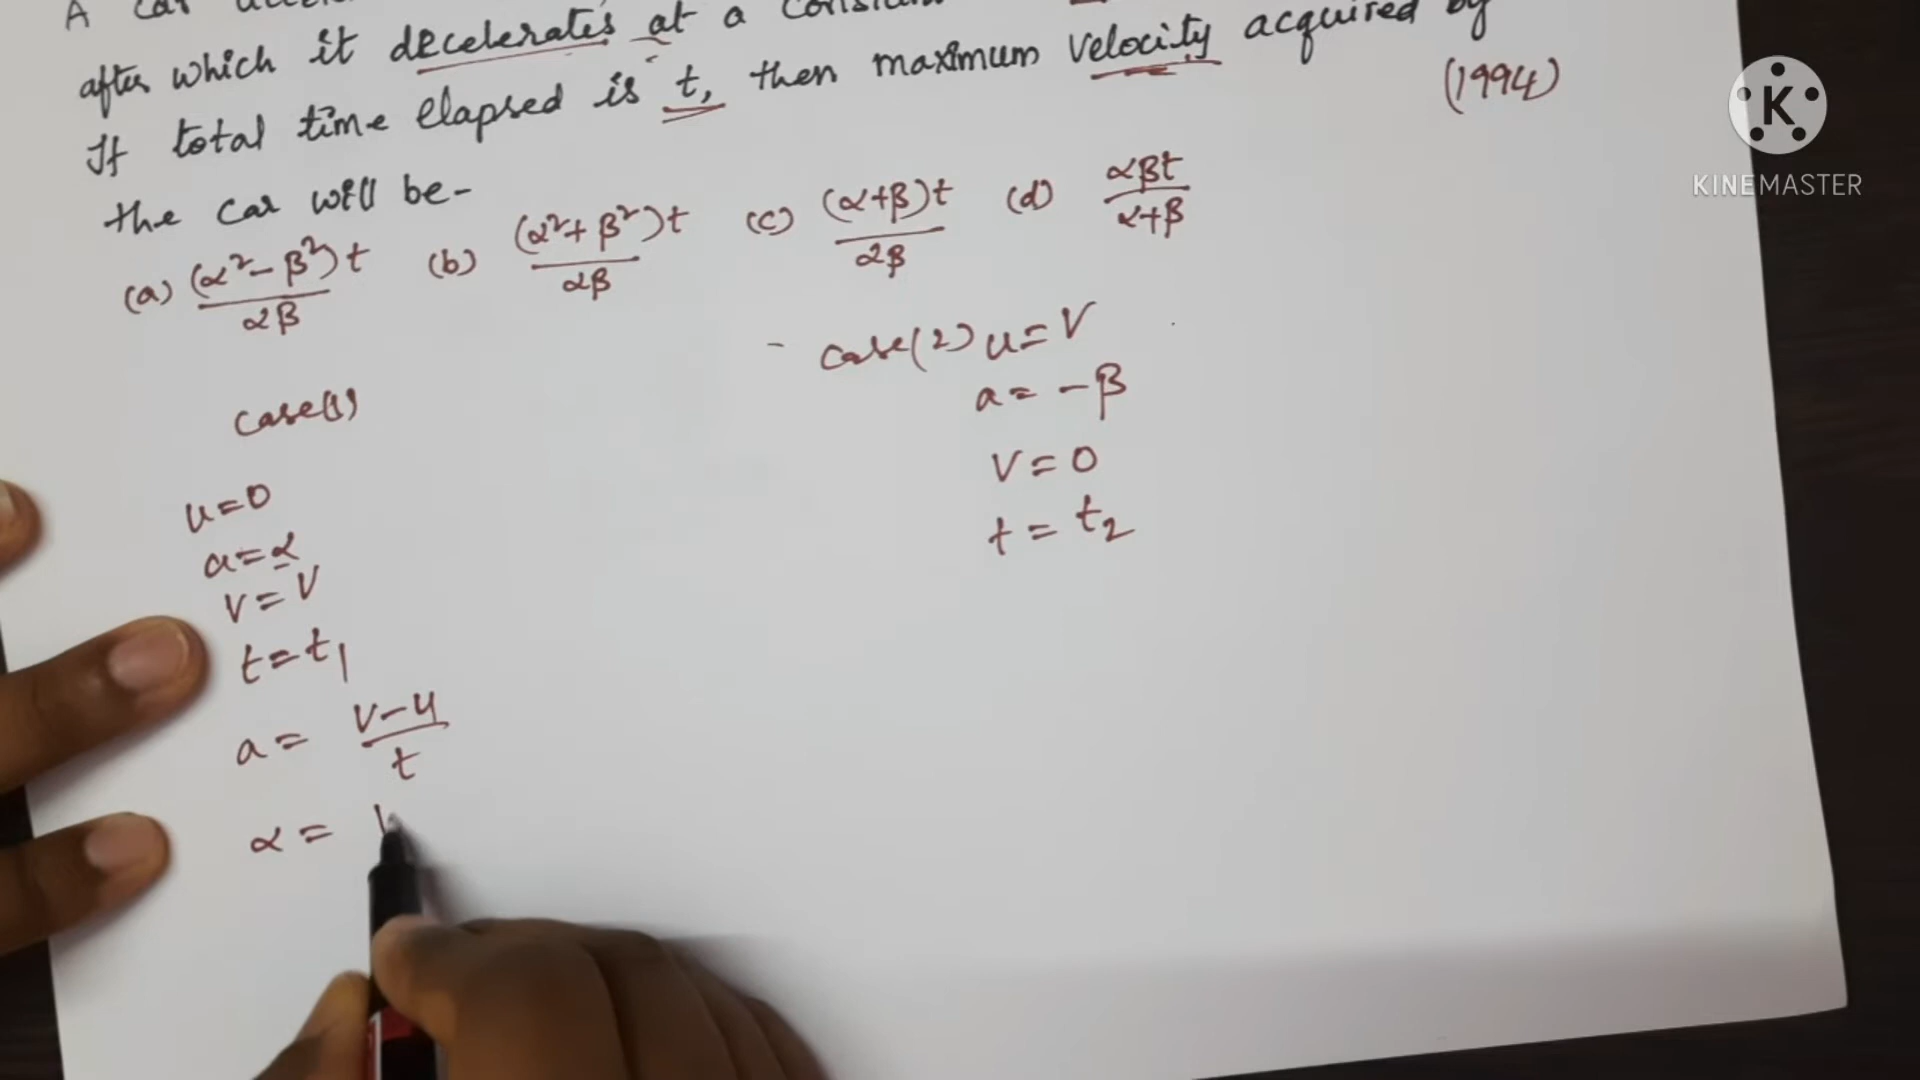 A car
after which it decelerates at a
If total time elapsed is t, then maximum velocity acquired by
(1994)
the car will be-
(a) (α²-β²)t/αβ (b) (α²+β²)t/αβ (c) (α+β)t/αβ (d) αβt/α+β
case(1)
u=0
a=α
v=V
t=t₁
a= v-u/t
α=
case(2) u=V
a= -β
V=0
t= t₂
K
KINEMASTER